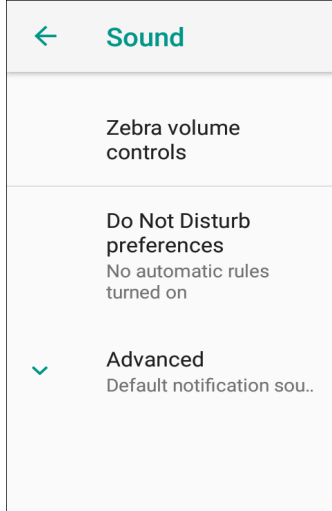 Sound
Zebra volume
controls
Do Not Disturb
preferences
No automatic rules
turned on
Advanced
Default notification sou..